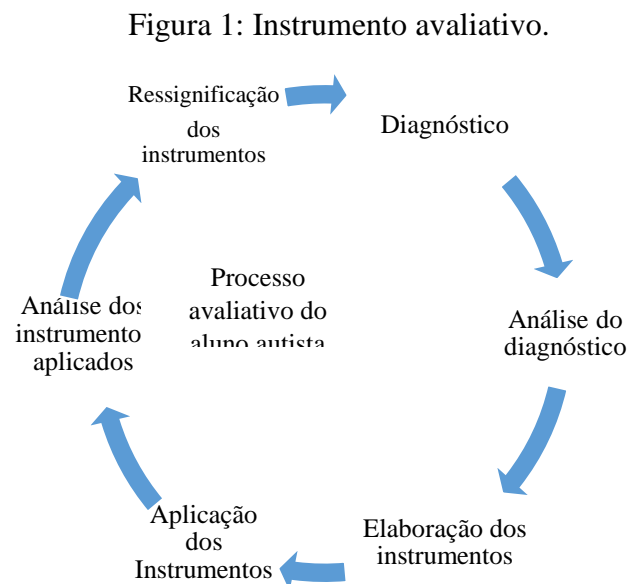 Figura 1: Instrumento avaliativo.
Ressignificação
dos
instrumentos
Diagnóstico
Análise do
diagnóstico
Elaboração dos
instrumentos
Aplicação
dos
Instrumentos
Análise dos
instrumento
aplicados
Processo
avaliativo do
aluno autista